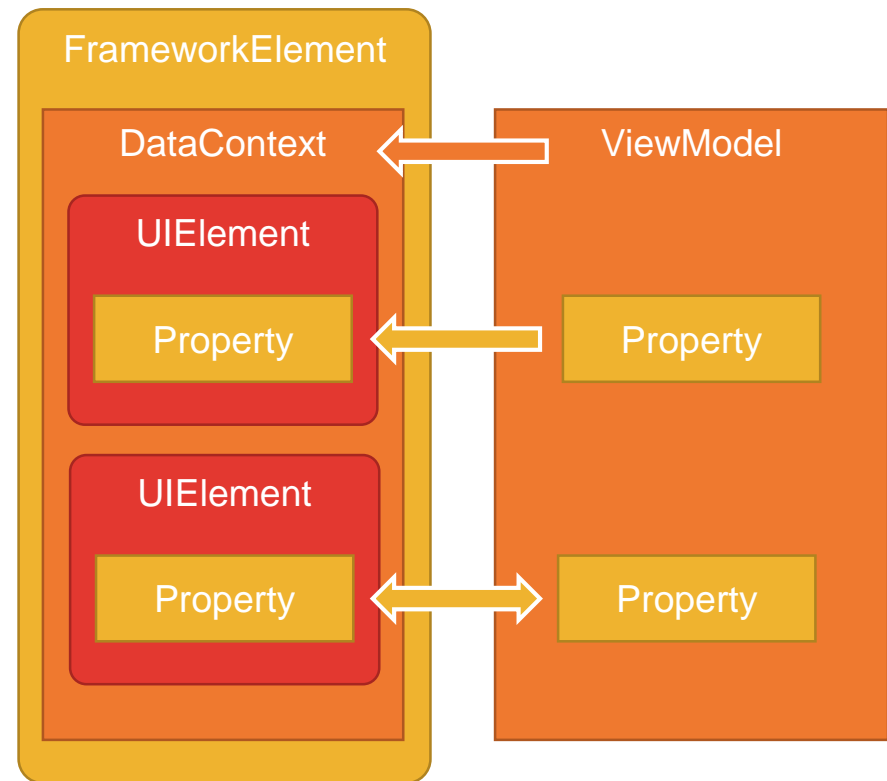 FrameworkElement
DataContext
ViewModel
UIElement
Property
Property
UIElement
Property
Property